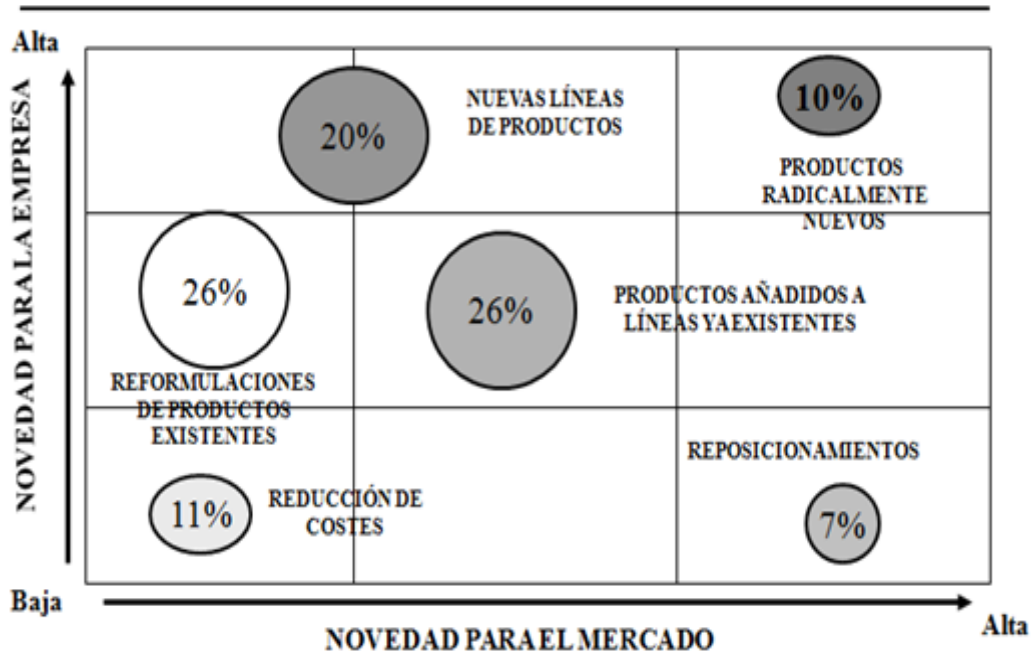 Alta
NOVEDAD PARA LA EMPRESA
20%
NUEVAS LÍNEAS
DE PRODUCTOS
10%
PRODUCTOS
RADICALMENTE
NUEVOS
26%
REFORMULACIONES
DE PRODUCTOS
EXISTENTES
26%
PRODUCTOS AÑADIDOS A
LÍNEAS YA EXISTENTES
11%
REDUCCIÓN DE
COSTES
REPOSICIONAMIENTOS
7%
Baja
NOVEDAD PARA EL MERCADO
Alta